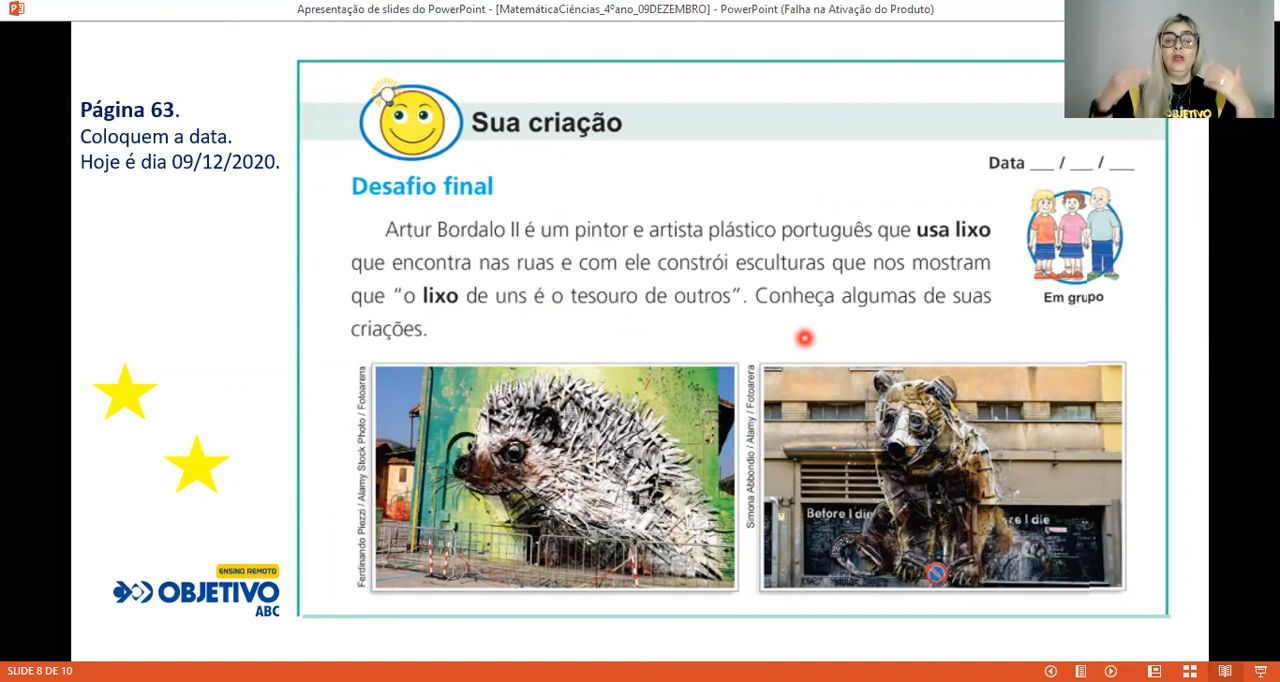 Apresentação de slides do PowerPoint - [MatemáticaCiências_4ºano_09DEZEMBRO] - PowerPoint (Falha na Ativação do Produto)
Página 63.
Coloquem a data.
Hoje é dia 09/12/2020.
Sua criação
Data ___ / ___ / ___
Desafio final
Artur Bordalo II é um pintor e artista plástico português que usa lixo
que encontra nas ruas e com ele constrói esculturas que nos mostram
que “o lixo de uns é o tesouro de outros”. Conheça algumas de suas
criações.
Em grupo
Ferdinando Piezzi / Alamy Stock Photo / Fotoarena
Simona Abbondio / Alamy / Fotoarena
Before I die
re I die
ENSINO REMOTO
OBJETIVO
ABC
OBJETIVO
SLIDE 8 DE 10